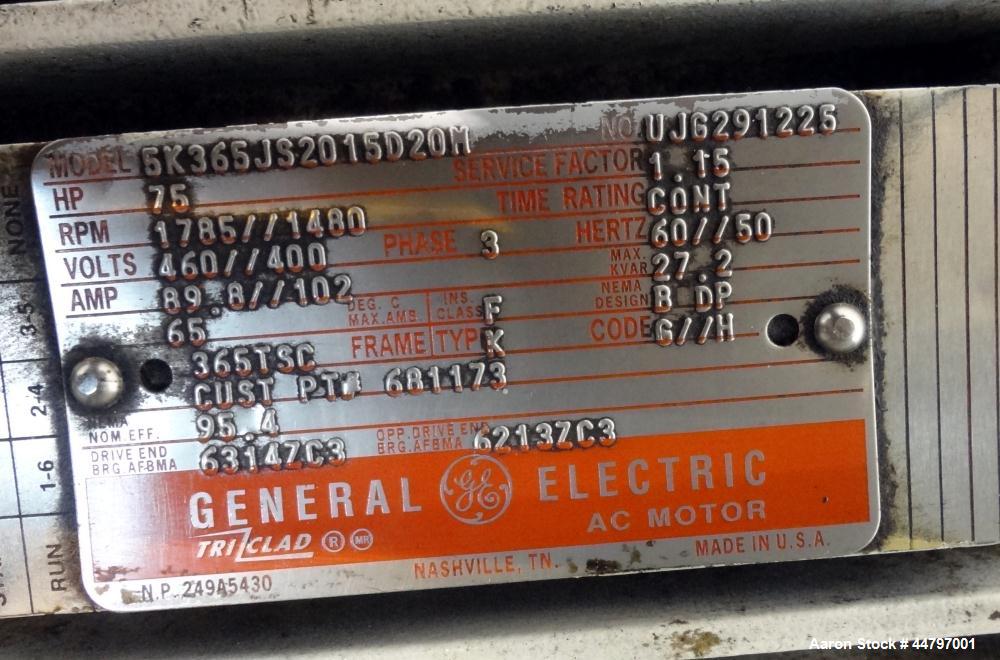 MODEL 5K365JS2015D20M NO. UJG291225
HP 75 SERVICE FACTOR 1.15
RPM 1785//1480 TIME RATING CONT
VOLTS 460//400 PHASE 3 HERTZ 60//50
AMP 89.8//102 MAX. KVAR 27.2
65 DEG. C MAX.AMB. INS. CLASS F NEMA DESIGN B DP
365TSC FRAME TYPE K CODE G//H
CUST PT# 681173
NEMA NOM.EFF. 95.4
DRIVE END BRG.AFBMA 6314ZC3 OPP.DRIVE END BRG.AFBMA 6213ZC3
GENERAL GE ELECTRIC
TRI CLAD ® MR AC MOTOR
NASHVILLE, TN. MADE IN U.S.A.
N.P. 249A5430
NONE
3-5
2-4
1-6
RUN
Aaron Stock # 44797001